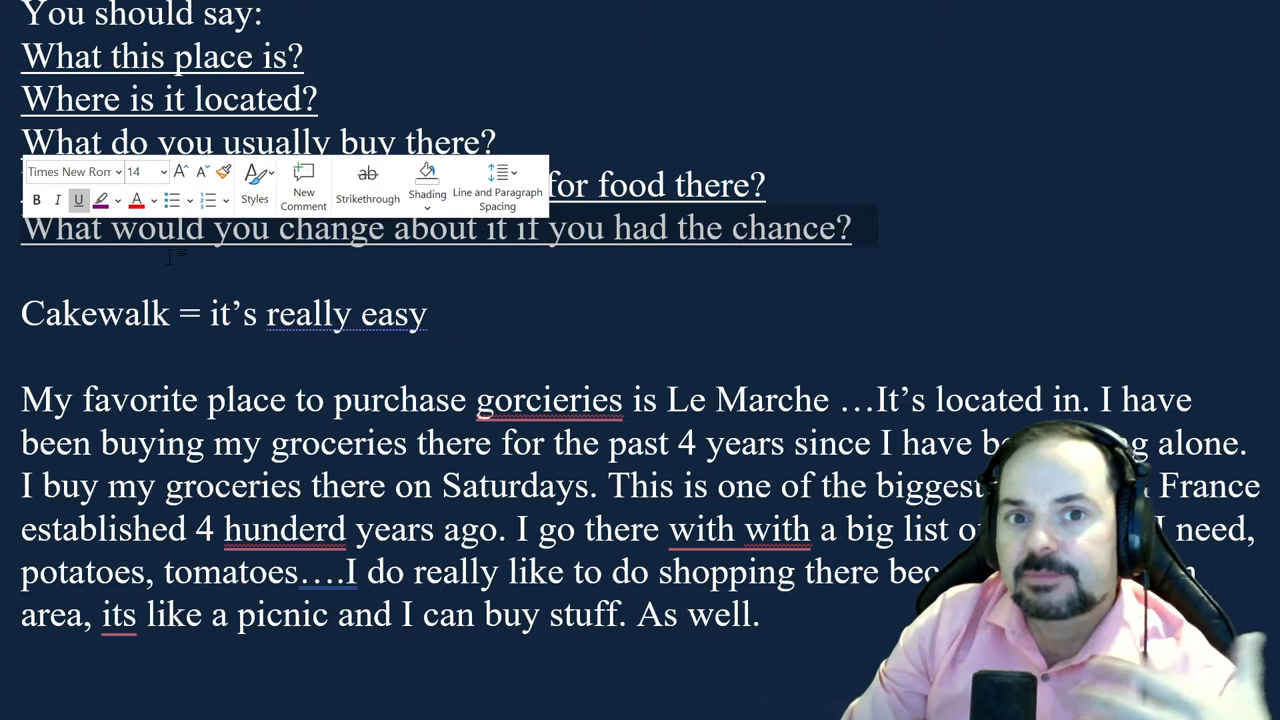 You should say:
What this place is?
Where is it located?
What do you usually buy there?
Times New Rom 14
Styles
New Comment
Strikethrough
Shading
Line and Paragraph Spacing
for food there?
What would you change about it if you had the chance?
Cakewalk = it’s really easy
My favorite place to purchase gorcieries is Le Marche …It’s located in. I have
been buying my groceries there for the past 4 years since I have alone.
I buy my groceries there on Saturdays. This is one of the biggest France
established 4 hunderd years ago. I go there with with a big list I need,
potatoes, tomatoes….I do really like to do shopping there
area, its like a picnic and I can buy stuff. As well.